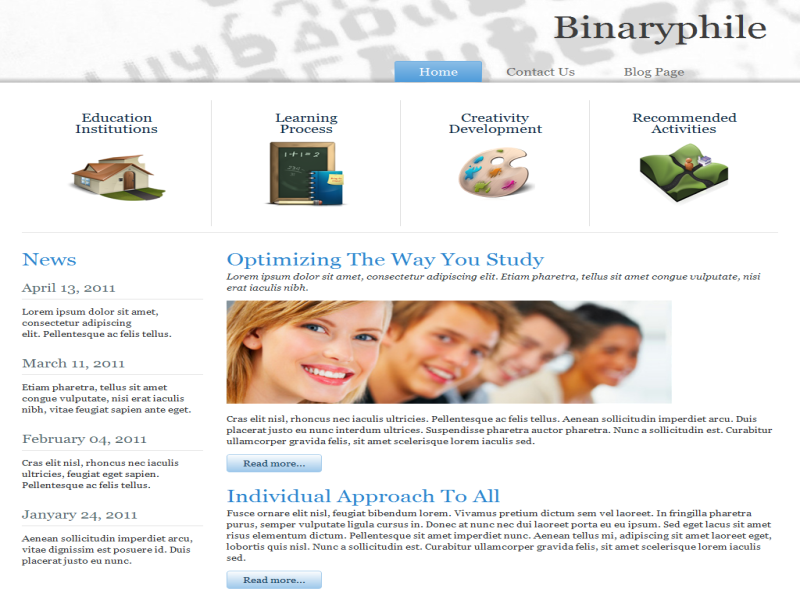 Binaryphile
Home Contact Us Blog Page
Education
Institutions
Learning
Process
Creativity
Development
Recommended
Activities
1+1=2
News
April 13, 2011
Lorem ipsum dolor sit amet,
consectetur adipiscing
elit. Pellentesque ac felis tellus.
March 11, 2011
Etiam pharetra, tellus sit amet
congue vulputate, nisi erat iaculis
nibh, vitae feugiat sapien ante eget.
February 04, 2011
Cras elit nisl, rhoncus nec iaculis
ultricies, feugiat eget sapien.
Pellentesque ac felis tellus.
Janyary 24, 2011
Aenean sollicitudin imperdiet arcu,
vitae dignissim est posuere id. Duis
placerat justo eu nunc.
Optimizing The Way You Study
Lorem ipsum dolor sit amet, consectetur adipiscing elit. Etiam pharetra, tellus sit amet congue vulputate, nisi
erat iaculis nibh.
Cras elit nisl, rhoncus nec iaculis ultricies. Pellentesque ac felis tellus. Aenean sollicitudin imperdiet arcu. Duis
placerat justo eu nunc interdum ultrices. Suspendisse pharetra auctor pharetra. Nunc a sollicitudin est. Curabitur
ullamcorper gravida felis, sit amet scelerisque lorem iaculis sed.
Read more...
Individual Approach To All
Fusce ornare elit nisl, feugiat bibendum lorem. Vivamus pretium dictum sem vel laoreet. In fringilla pharetra
purus, semper vulputate ligula cursus in. Donec at nunc nec dui laoreet porta eu eu ipsum. Sed eget lacus sit amet
risus elementum dictum. Pellentesque sit amet imperdiet nunc. Aenean tellus mi, adipiscing sit amet laoreet eget,
lobortis quis nisl. Nunc a sollicitudin est. Curabitur ullamcorper gravida felis, sit amet scelerisque lorem iaculis
sed.
Read more...